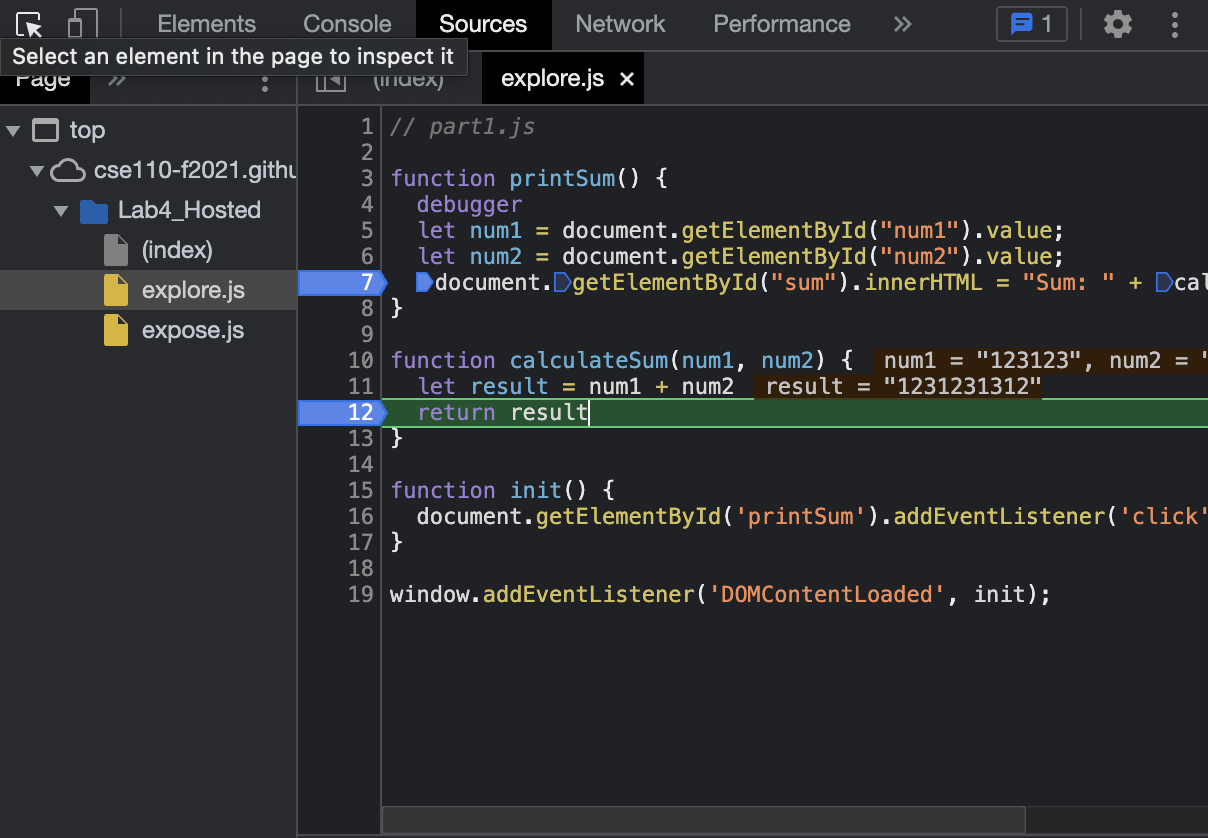 Elements Console Sources Network Performance » 1
Select an element in the page to inspect it
Page » (index) explore.js ×
top
cse110-f2021.githu
Lab4_Hosted
(index)
explore.js
expose.js
1 // part1.js
2
3 function printSum() {
4   debugger
5   let num1 = document.getElementById("num1").value;
6   let num2 = document.getElementById("num2").value;
7   document.getElementById("sum").innerHTML = "Sum: " + cal
8 }
9
10 function calculateSum(num1, num2) {  num1 = "123123", num2 = "
11   let result = num1 + num2  result = "1231231312"
12   return result
13 }
14
15 function init() {
16   document.getElementById('printSum').addEventListener('click'
17 }
18
19 window.addEventListener('DOMContentLoaded', init);